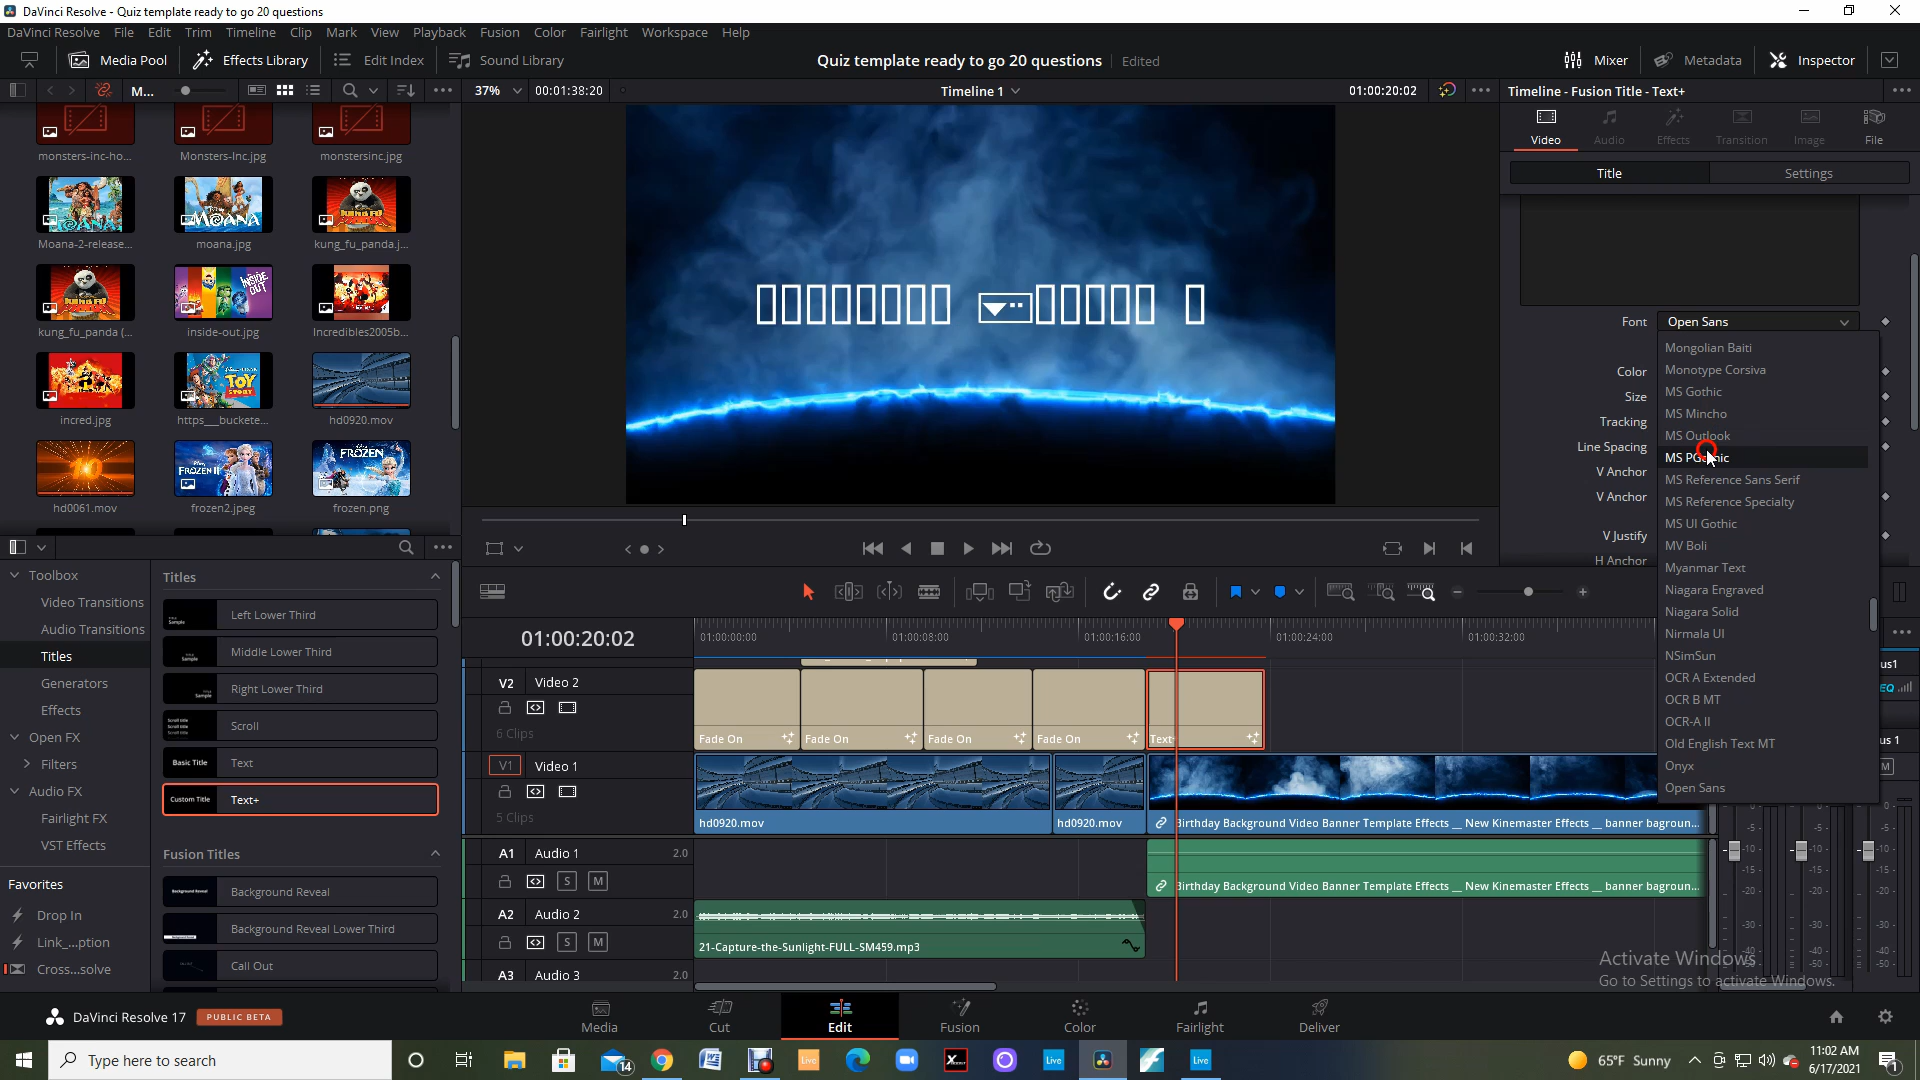 DaVinci Resolve - Quiz template ready to go 20 questions
DaVinci Resolve File Edit Trim Timeline Clip Mark View Playback Fusion Color Fairlight Workspace Help
Media Pool Effects Library Edit Index Sound Library Quiz template ready to go 20 questions Edited Mixer Metadata Inspector
M... 37% 00:01:38:20 Timeline 1 01:00:20:02 Timeline - Fusion Title - Text+
Video Audio Effects Transition Image File
Title Settings
monsters-inc-ho... Monsters-Inc.jpg monstersinc.jpg
Moana-2-release... moana.jpg kung_fu_panda.j...
kung_fu_panda (... inside-out.jpg Incredibles2005b...
incred.jpg https___buckete... hd0920.mov
hd0061.mov frozen2.jpeg frozen.png
Font Open Sans
Color
Size
Tracking
Line Spacing
V Anchor
V Anchor
V Justify
H Anchor
Mongolian Baiti
Monotype Corsiva
MS Gothic
MS Mincho
MS Outlook
MS PGothic
MS Reference Sans Serif
MS Reference Specialty
MS UI Gothic
MV Boli
Myanmar Text
Niagara Engraved
Niagara Solid
Nirmala UI
NSimSun
OCR A Extended
OCR B MT
OCR-A II
Old English Text MT
Onyx
Open Sans
Toolbox
Video Transitions
Audio Transitions
Titles
Generators
Effects
Open FX
Filters
Audio FX
Fairlight FX
VST Effects
Favorites
Drop In
Link_...ption
Cross...solve
Titles
Left Lower Third
Middle Lower Third
Right Lower Third
Scroll
Basic Title Text
Custom Title Text+
Fusion Titles
Background Reveal Background Reveal
Background Reveal Lower Third
Call Out
01:00:20:02 01:00:00:00 01:00:08:00 01:00:16:00 01:00:24:00 01:00:32:00
V2 Video 2
6 Clips
Fade On Fade On Fade On Fade On Text
V1 Video 1
5 Clips
hd0920.mov hd0920.mov Birthday Background Video Banner Template Effects __ New Kinemaster Effects __ banner bagroun...
A1 Audio 1 2.0
S M
Birthday Background Video Banner Template Effects __ New Kinemaster Effects __ banner bagroun...
A2 Audio 2 2.0
S M
21-Capture-the-Sunlight-FULL-SM459.mp3
A3 Audio 3 2.0
us1
EQ
us 1
M
Activate Windows
Go to Settings to activate Windows.
DaVinci Resolve 17 PUBLIC BETA Media Cut Edit Fusion Color Fairlight Deliver
Type here to search 14 65°F Sunny 11:02 AM
6/17/2021